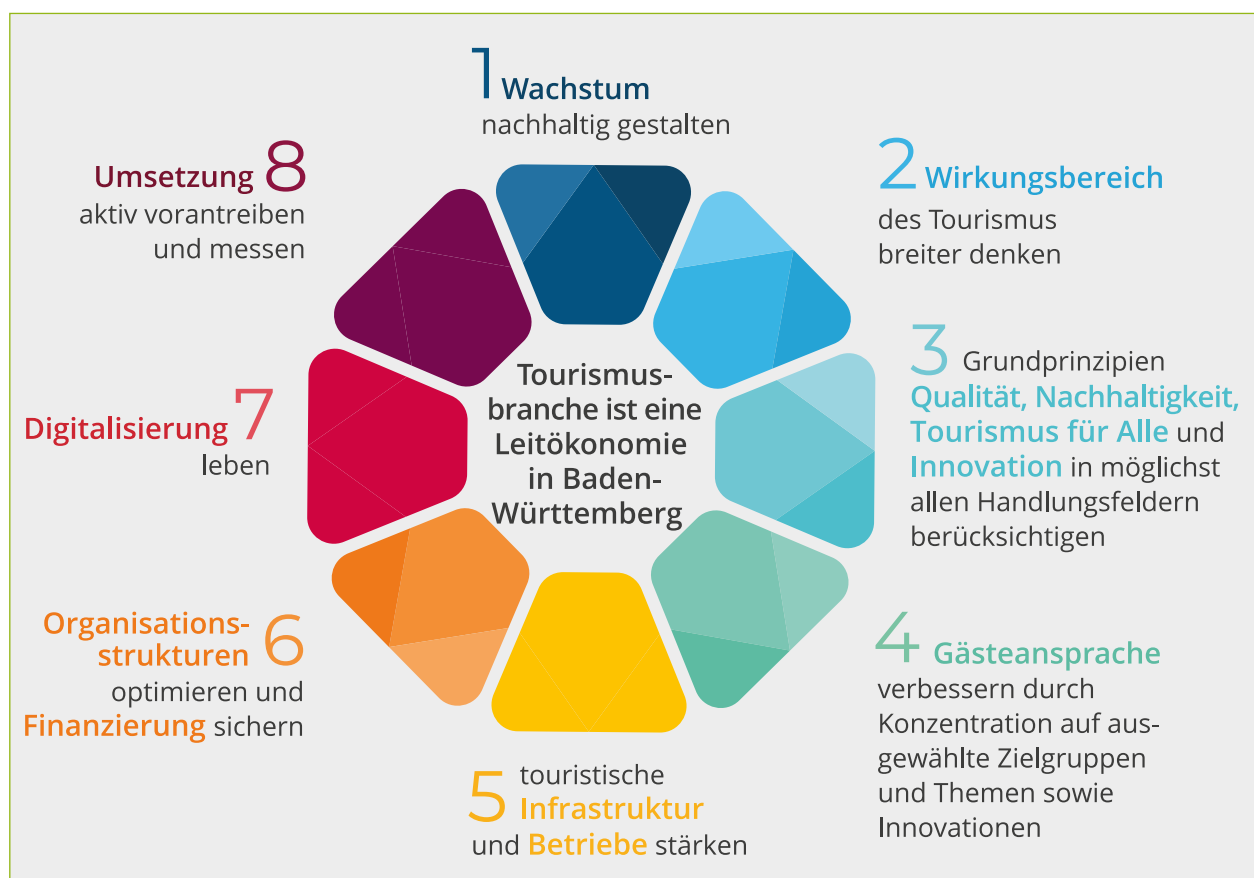 1 Wachstum
nachhaltig gestalten
2 Wirkungsbereich
des Tourismus
breiter denken
3 Grundprinzipien
Qualität, Nachhaltigkeit,
Tourismus für Alle und
Innovation in möglichst
allen Handlungsfeldern
berücksichtigen
4 Gästeansprache
verbessern durch
Konzentration auf aus-
gewählte Zielgruppen
und Themen sowie
Innovationen
5 touristische
Infrastruktur
und Betriebe stärken
Organisations-
strukturen 6
optimieren und
Finanzierung sichern
Digitalisierung 7
leben
Umsetzung 8
aktiv vorantreiben
und messen
Tourismus-
branche ist eine
Leitökonomie
in Baden-
Württemberg